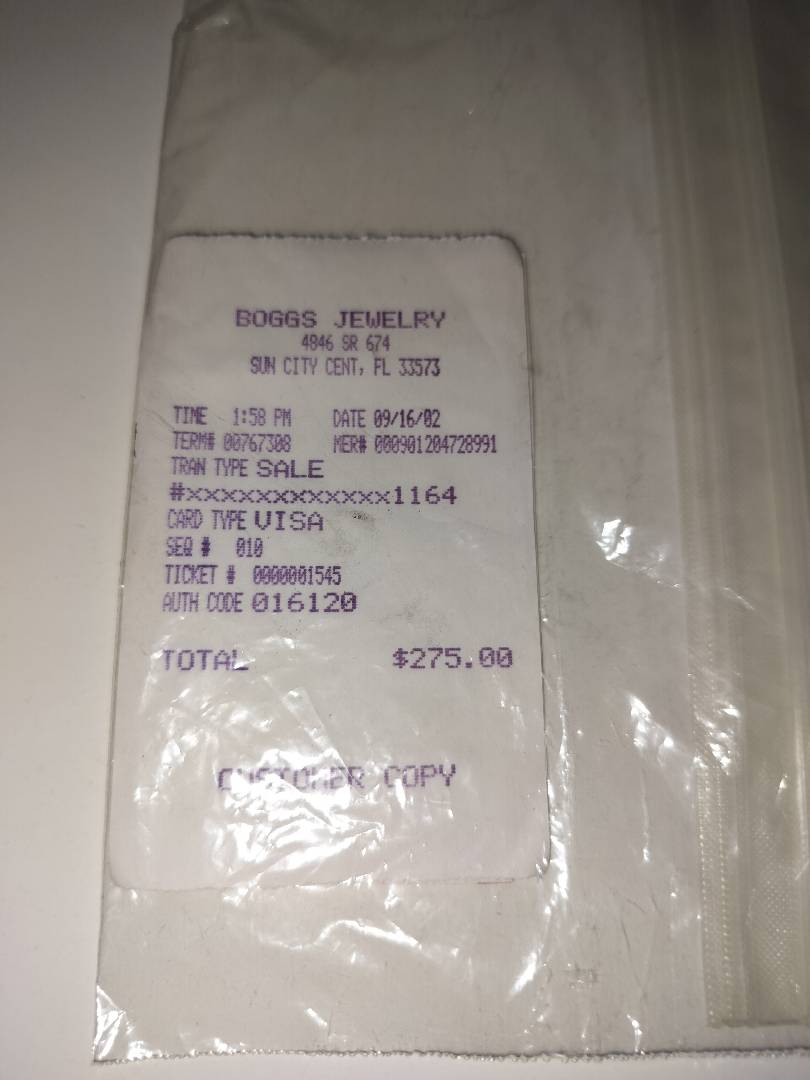 BOGGS JEWELRY
4846 SR 674
SUN CITY CENT, FL 33573
TIME 1:58 PM DATE 09/16/02
TERM# 00767308 MER# 000901204728991
TRAN TYPE SALE
#xxxxxxxxxxxx1164
CARD TYPE VISA
SEQ # 010
TICKET # 0000001545
AUTH CODE 016120
TOTAL $275.00
CUSTOMER COPY